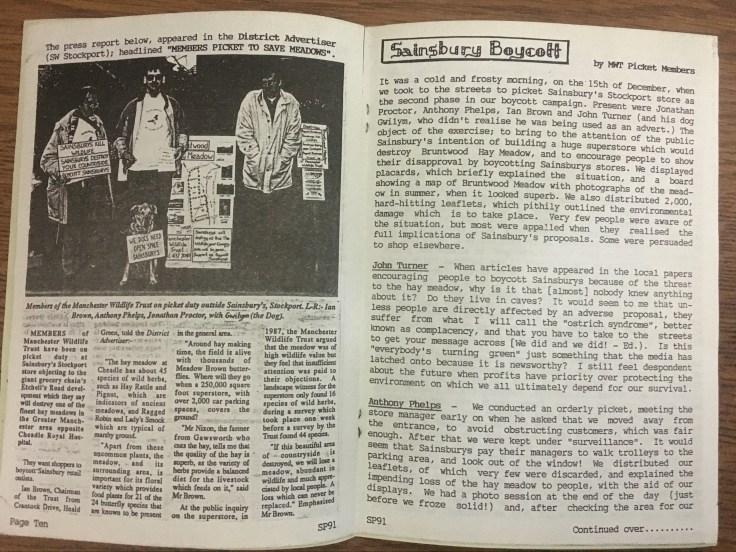 The press report below, appeared in the District Advertiser
(SW Stockport); headlined "MEMBERS PICKET TO SAVE MEADOWS".
SAINSBURYS KILL
WILDLIFE
SAINSBURYS DESTROY
YOUR COUNTRYSIDE
BOYCOTT SAINSBURYS
Meadow
WE DOGS NEED
OPEN SPACE
SAINSBURY'S
Manchester
Wildlife
Trust
Members of the Manchester Wildlife Trust on picket duty outside Sainsbury's, Stockport. L.R:- Ian
Brown, Anthony Phelps, Jonathan Proctor, with Gwilym (the Dog).
MEMBERS of
Manchester Wildlife
Trust have been on
picket duty at
Sainsbury's Stockport
store objecting to the
giant grocery chain's
Etchell's Road devel-
opment which they say
will destroy one of the
finest hay meadows in
the Greater Manch-
ester area opposite
Cheadle Royal Hos-
pital.
They want shoppers to
boycott Sainsbury retail
outlets.
Ian Brown, Chairman
of the Trust from
Cranstock Drive, Heald
Green, told the District
Advertiser:
"The hay meadow at
Cheadle has about 45
species of wild herbs,
such as Hay Rattle and
Pignut, which are
indicators of ancient
meadows, and Ragged
Robin and Lady's Smock
which are typical of
marshy ground.
"Apart from these
uncommon plants, the
meadow, and its
surrounding area, is
important for its floral
variety which provides
food plants for 21 of the
24 butterfly species that
are known to be present
in the general area.
"Around hay making
time, the field is alive
with thousands of
Meadow Brown butter-
flies. Where will they go
when a 250,000 square
foot superstore, with
over 2,000 car parking
spaces, covers the
ground?
"Mr Nixon, the farmer
from Gawsworth who
cuts the hay, tells me that
the quality of the hay is
superb, as the variety of
herbs provide a balanced
diet for the livestock
which feeds on it," said
Mr Brown.
At the public inquiry
on the superstore, in
1987, the Manchester
Wildlife Trust argued
that the meadow was of
high wildlife value but
they feel that insufficient
attention was paid to
their objections. A
landscape witness for the
superstore only found 16
species of wild herbs,
during a survey which
took place one week
before a survey by the
Trust found 44 species.
"If this beautiful area
of countryside is
destroyed, we will lose a
meadow, abundant in
wildlife and much appre-
ciated by local people. A
loss which can never be
replaced." Emphasized
Mr Brown.
Page Ten
SP91
Sainsbury Boycott
by MWT Picket Members
It was a cold and frosty morning, on the 15th of December, when
we took to the streets to picket Sainsbury's Stockport store as
the second phase in our boycott campaign. Present were Jonathan
Proctor, Anthony Phelps, Ian Brown and John Turner (and his dog
Gwilym, who didn't realise he was being used as an advert.) The
object of the exercise; to bring to the attention of the public
Sainsbury's intention of building a huge superstore which would
destroy Bruntwood Hay Meadow, and to encourage people to show
their disapproval by boycotting Sainsburys stores. We displayed
placards, which briefly explained the situation, and a board
showing a map of Bruntwood Meadow with photographs of the mead-
ow in summer, when it looked superb. We also distributed 2,000,
hard-hitting leaflets, which pithily outlined the environmental
damage which is to take place. Very few people were aware of
the situation, but most were appalled when they realised the
full implications of Sainsbury's proposals. Some were persuaded
to shop elsewhere.
John Turner - When articles have appeared in the local papers
encouraging people to boycott Sainsburys because of the threat
to the hay meadow, why is it that [almost] nobody knew anything
about it? Do they live in caves? It would seem to me that un-
less people are directly affected by an adverse proposal, they
suffer from what I will call the "ostrich syndrome", better
known as complacency, and that you have to take to the streets
to get your message across [We did and we did! - Ed.). Is this
"everybody's turning green" just something that the media has
latched onto because it is newsworthy? I still feel despondent
about the future when profits have priority over protecting the
environment on which we all ultimately depend for our survival.
Anthony Phelps - We conducted an orderly picket, meeting the
store manager early on when he asked that we moved away from
the entrance, to avoid obstructing customers, which was fair
enough. After that we were kept under "surveillance". It would
seem that Sainsburys pay their managers to walk trolleys to the
parking area, and look out of the window! We distributed our
leaflets, of which very few were discarded, and explained the
impending loss of the hay meadow to people, with the aid of our
displays. We had a photo session at the end of the day (just
before we froze solid!) and, after checking the area for our
SP91
Continued over..........